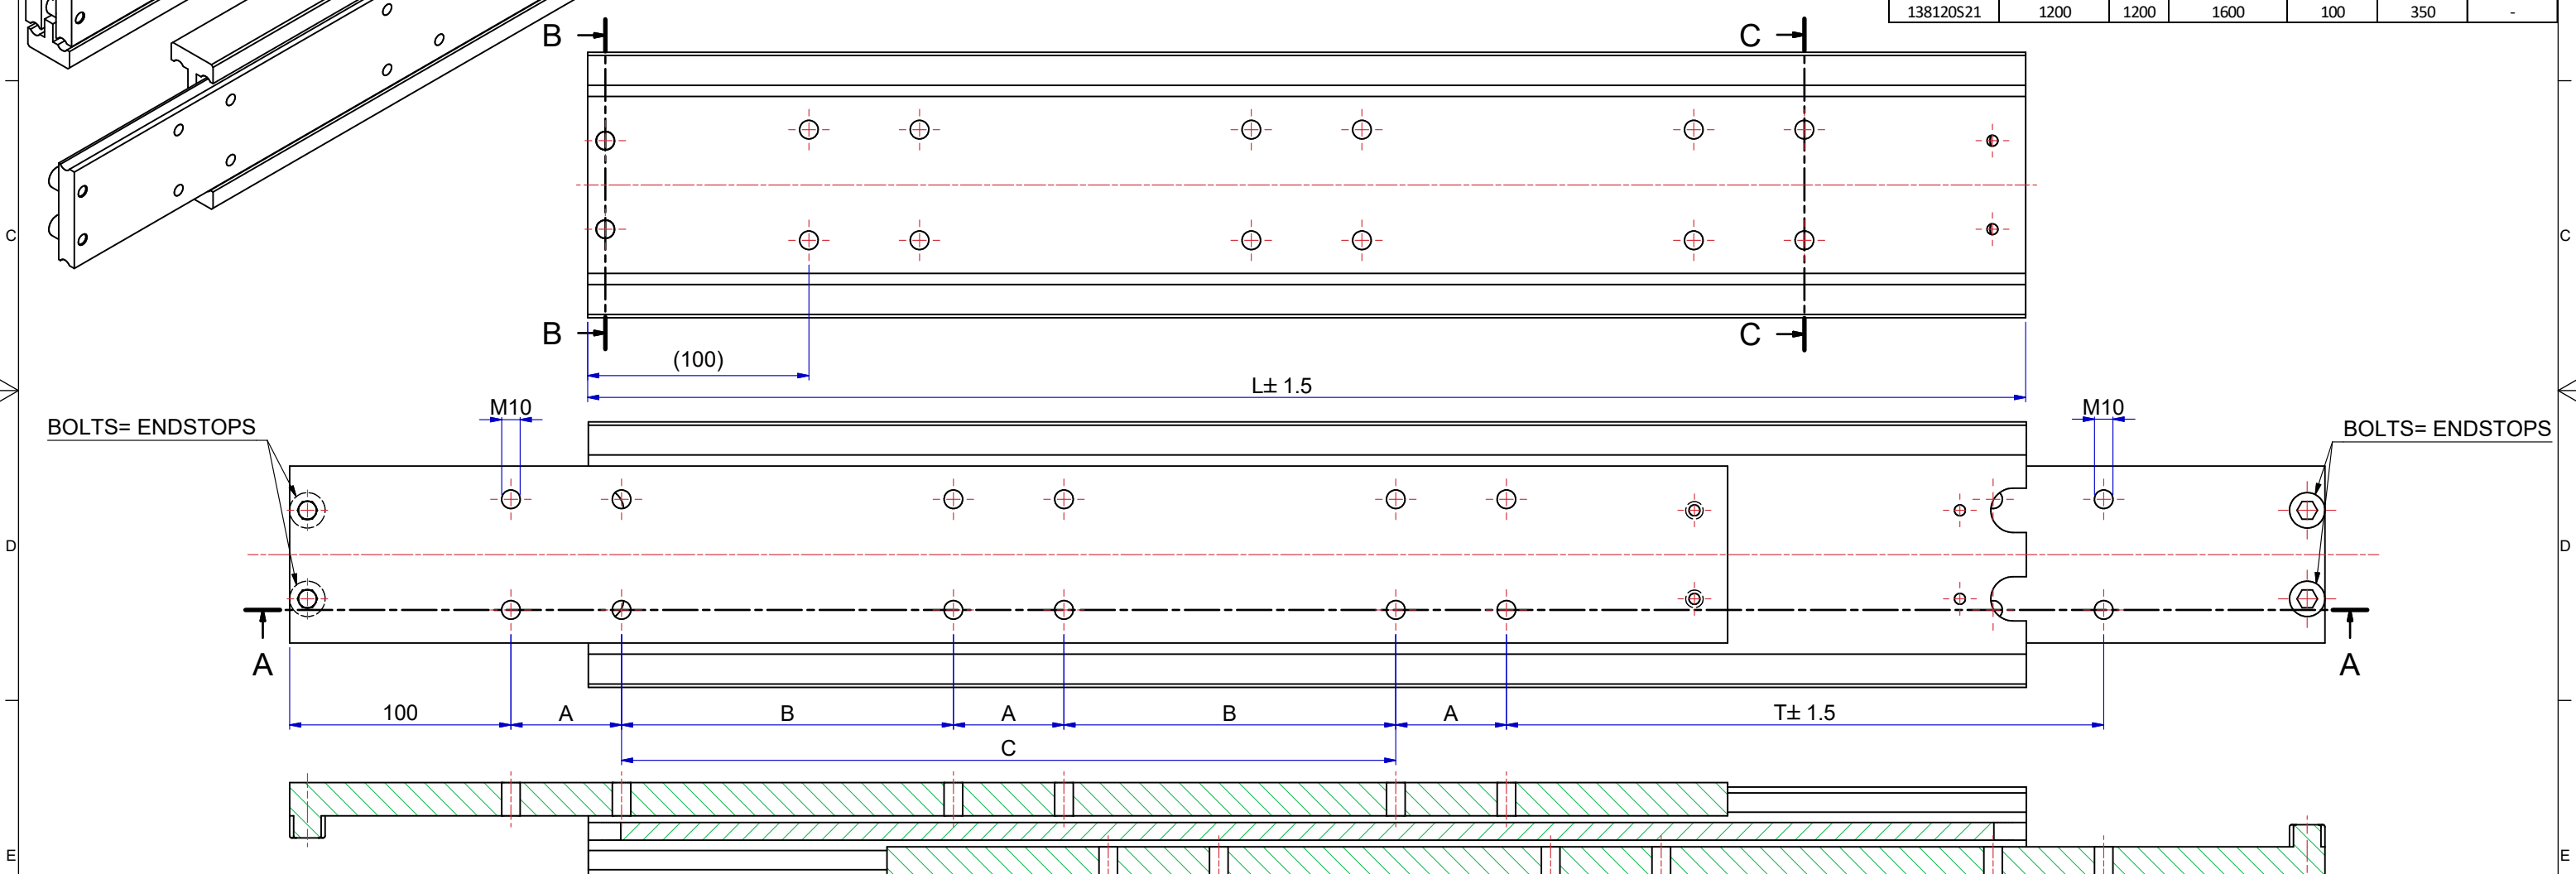 138120S21 1200 1200 1600 100 350 -
B C
B C
(100)
L± 1.5
M10 M10
BOLTS= ENDSTOPS BOLTS= ENDSTOPS
C C
D D
A A
100 A B A B A T± 1.5
C
E E